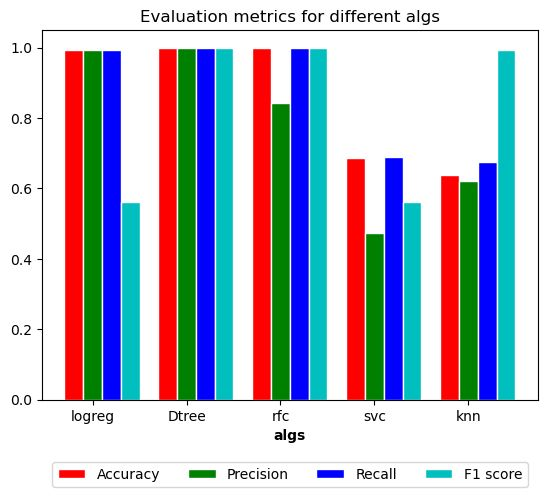 Evaluation metrics for different algs
1.0
0.8
0.6
0.4
0.2
0.0
logreg Dtree rfc svc knn
algs
Accuracy Precision Recall F1 score